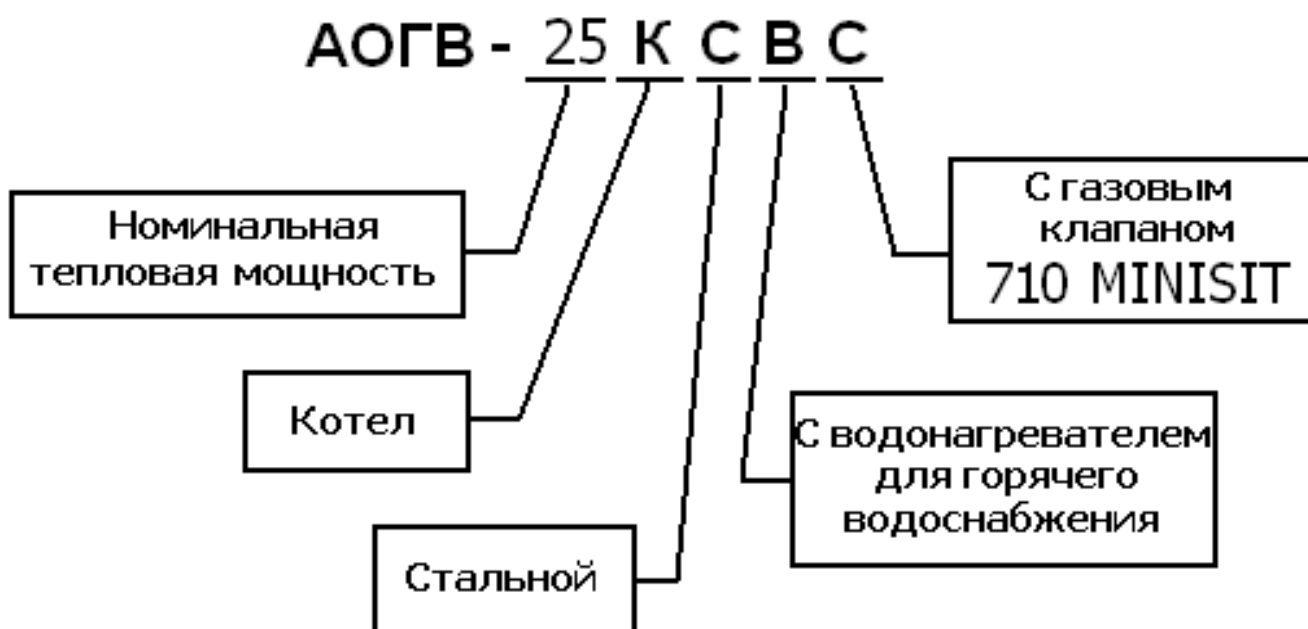 АОГВ - 25 К С В С
Номинальная
тепловая мощность
Котел
Стальной
С водонагревателем
для горячего
водоснабжения
С газовым
клапаном
710 MINISIT